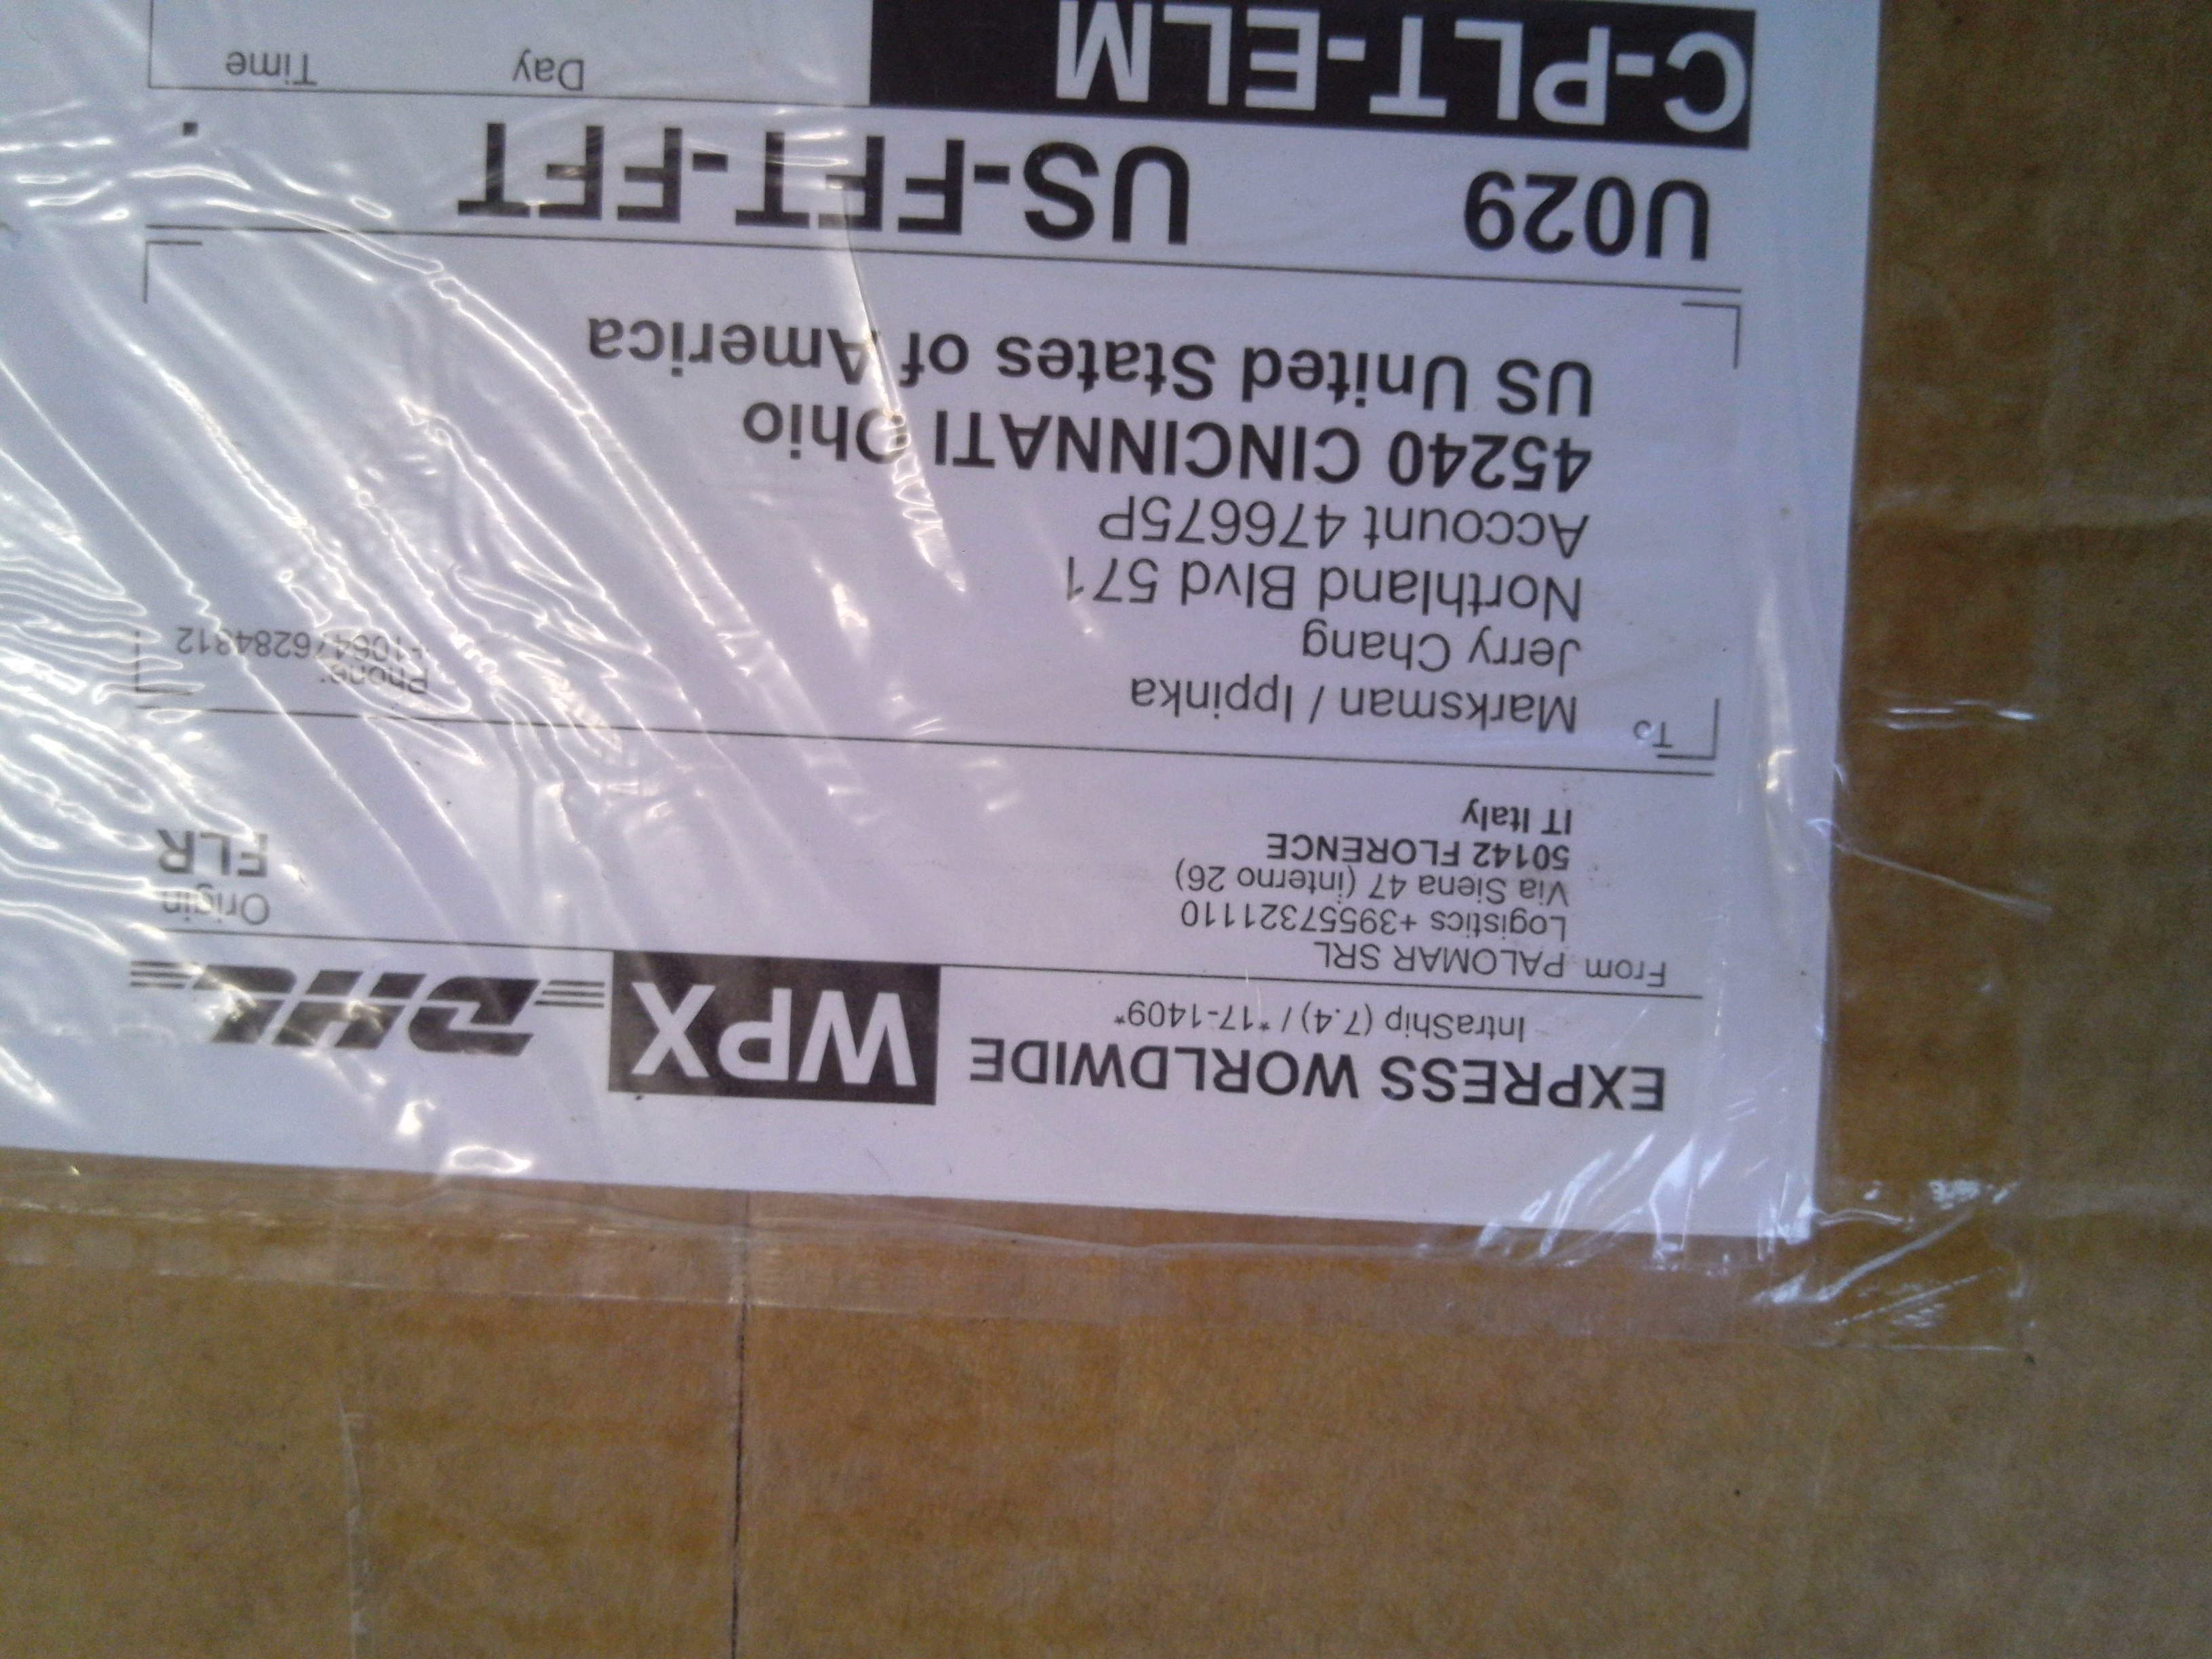 EXPRESS WORLDWIDE WPX DHL
IntraShip (7.4) / *17-1409*
From PALOMAR SRL
Origin
FLR
Logistics +39557321110
Via Siena 47 (interno 26)
50142 FLORENCE
IT Italy
To
Marksman / Ippinka
Phone:
Jerry Chang
Northland Blvd 571
Account 476675P
45240 CINCINNATI Ohio
US United States of America
U029 US-FFT-FFT
C-PLT-ELM
Day Time